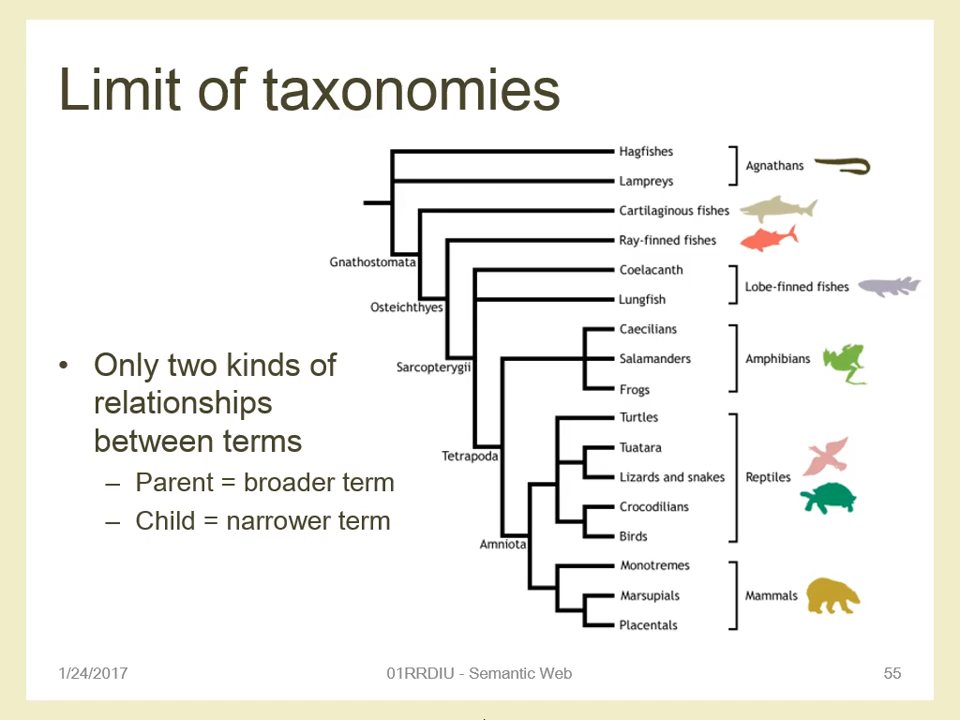 Limit of taxonomies
Hagfishes
Agnathans
Lampreys
Cartilaginous fishes
Ray-finned fishes
Gnathostomata
Coelacanth
Lobe-finned fishes
Lungfish
Osteichthyes
Caecilians
Salamanders
Amphibians
Sarcopterygii
Frogs
Turtles
Tuatara
Tetrapoda
Lizards and snakes
Reptiles
Crocodilians
Birds
Amniota
Monotremes
Marsupials
Mammals
Placentals
• Only two kinds of
relationships
between terms
– Parent = broader term
– Child = narrower term
1/24/2017
01RRDIU - Semantic Web
55